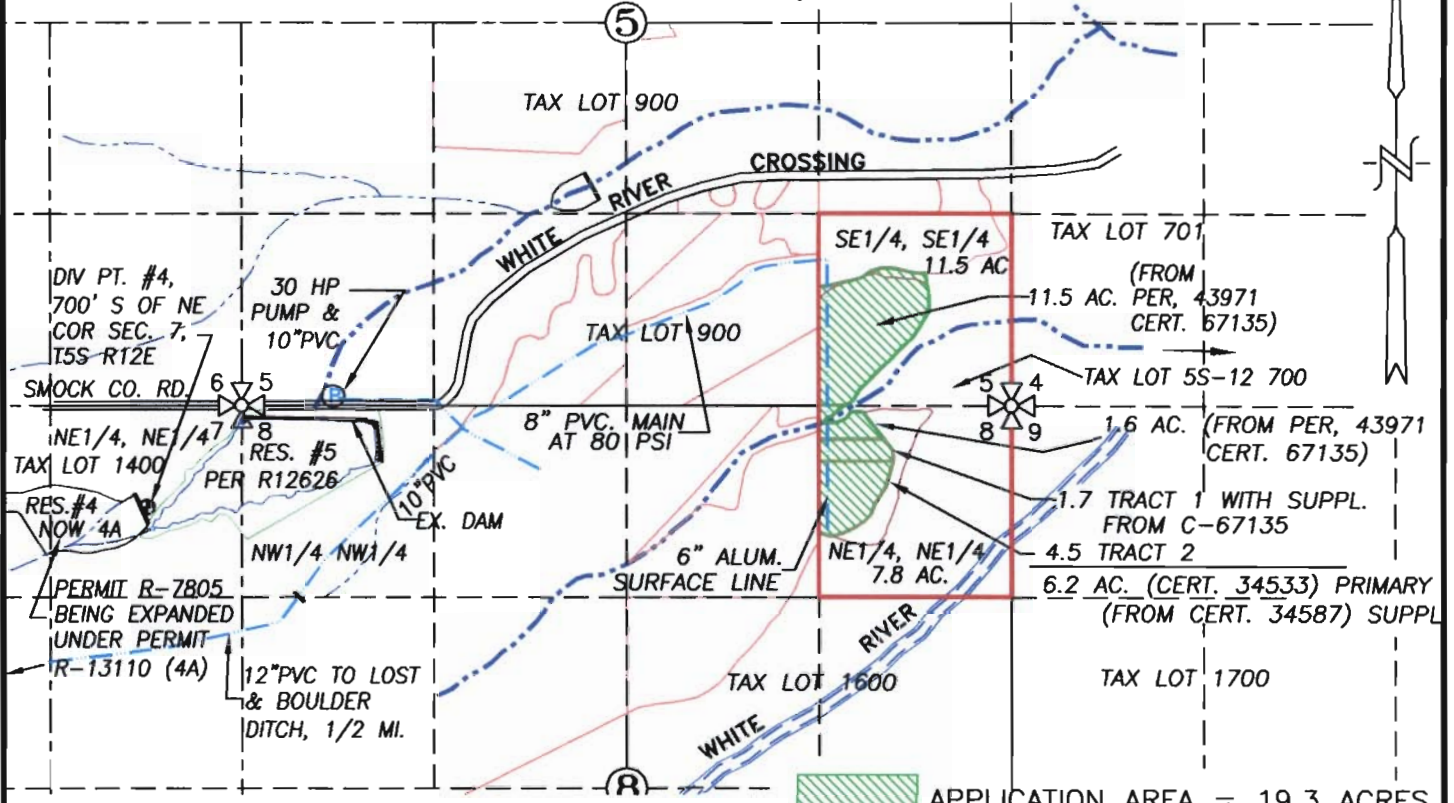 5
TAX LOT 900
N
WHITE RIVER CROSSING
SE1/4, SE1/4
11.5 AC
TAX LOT 701
(FROM
11.5 AC. PER, 43971
CERT. 67135)
DIV PT. #4,
700' S OF NE
COR SEC. 7,
T5S R12E
30 HP
PUMP &
10"PVC
TAX LOT 900
SMOCK CO. RD.
6 5
7 8
P
8" PVC. MAIN
AT 80 PSI
5 4
8 9
TAX LOT 5S-12 700
NE1/4, NE1/4
TAX LOT 1400
RES. #5
PER R12626
10"PVC
EX. DAM
RES.#4
NOW 4A
NW1/4 NW1/4
1.6 AC. (FROM PER, 43971
CERT. 67135)
1.7 TRACT 1 WITH SUPPL.
FROM C-67135
4.5 TRACT 2
6.2 AC. (CERT. 34533) PRIMARY
(FROM CERT. 34587) SUPPL
6" ALUM.
SURFACE LINE
NE1/4, NE1/4
7.8 AC.
PERMIT R-7805
BEING EXPANDED
UNDER PERMIT
R-13110 (4A)
12"PVC TO LOST
& BOULDER
DITCH, 1/2 MI.
TAX LOT 1600
WHITE RIVER
TAX LOT 1700
8
APPLICATION AREA = 19.3 ACRES